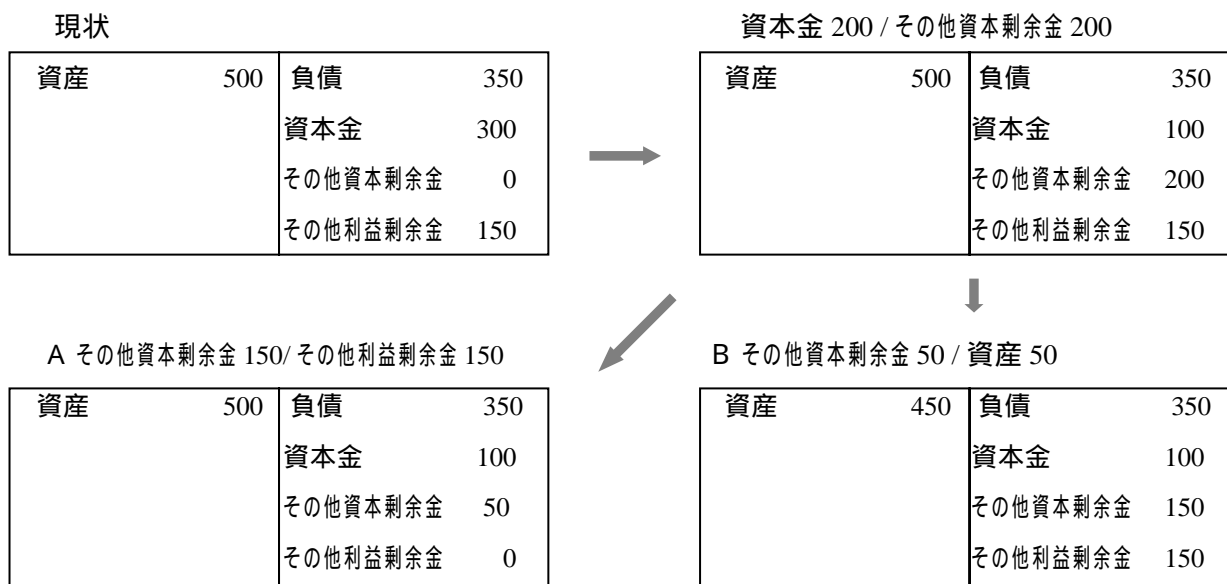 現状
資産 500 負債 350
資本金 300
その他資本剰余金 0
その他利益剰余金 150
資本金 200 / その他資本剰余金 200
資産 500 負債 350
資本金 100
その他資本剰余金 200
その他利益剰余金 150
A その他資本剰余金 150/ その他利益剰余金 150
資産 500 負債 350
資本金 100
その他資本剰余金 50
その他利益剰余金 0
B その他資本剰余金 50 / 資産 50
資産 450 負債 350
資本金 100
その他資本剰余金 150
その他利益剰余金 150